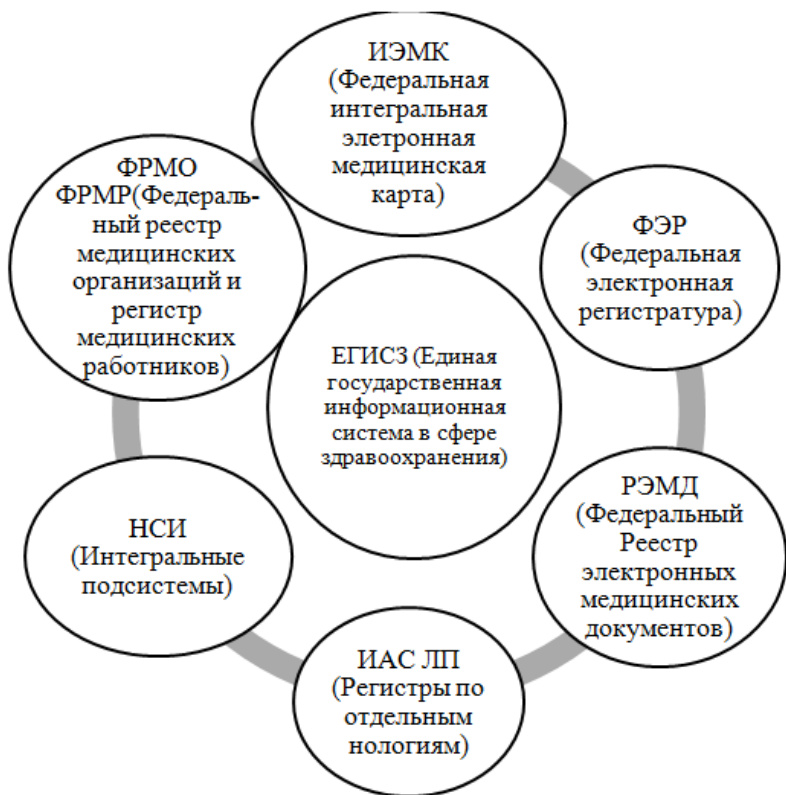 ИЭМК
(Федеральная
интегральная
элетронная
медицинская
карта)
ФРМО
ФРМР(Федераль-
ный реестр
медицинских
организаций и
регистр
медицинских
работников)
ФЭР
(Федеральная
электронная
регистратура)
ЕГИСЗ (Единая
государственная
информационная
система в сфере
здравоохранения)
РЭМД
(Федеральный
Реестр
электронных
медицинских
документов)
НСИ
(Интегральные
подсистемы)
ИАС ЛП
(Регистры по
отдельным
нологиям)